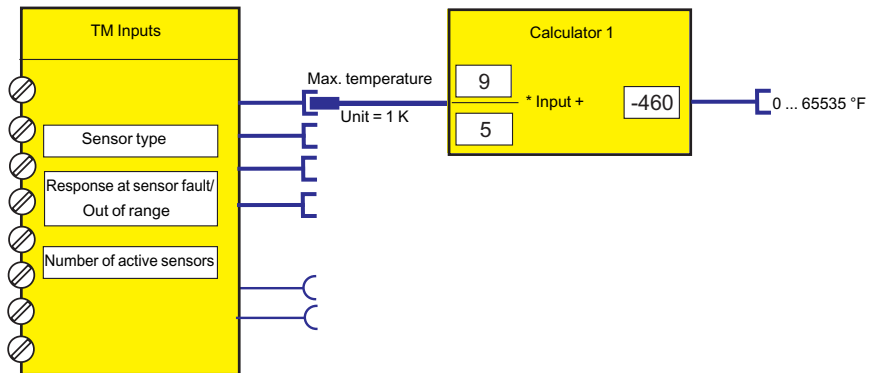 TM Inputs
Sensor type
Response at sensor fault/
Out of range
Number of active sensors
Max. temperature
Unit = 1 K
Calculator 1
9
5
* Input +
-460
0 ... 65535 °F